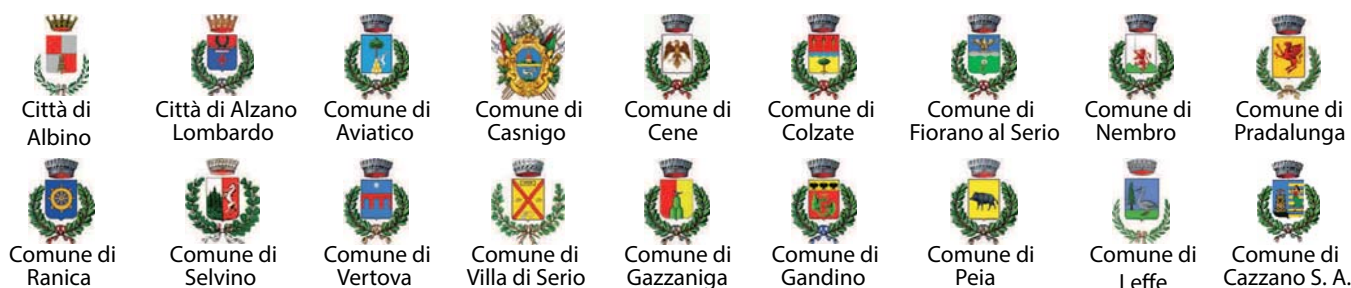 Città di Albino
Città di Alzano Lombardo
Comune di Aviatico
Comune di Casnigo
Comune di Cene
Comune di Colzate
Comune di Fiorano al Serio
Comune di Nembro
Comune di Pradalunga
Comune di Ranica
Comune di Selvino
Comune di Vertova
Comune di Villa di Serio
Comune di Gazzaniga
Comune di Gandino
Comune di Peia
Comune di Leffe
Comune di Cazzano S. A.